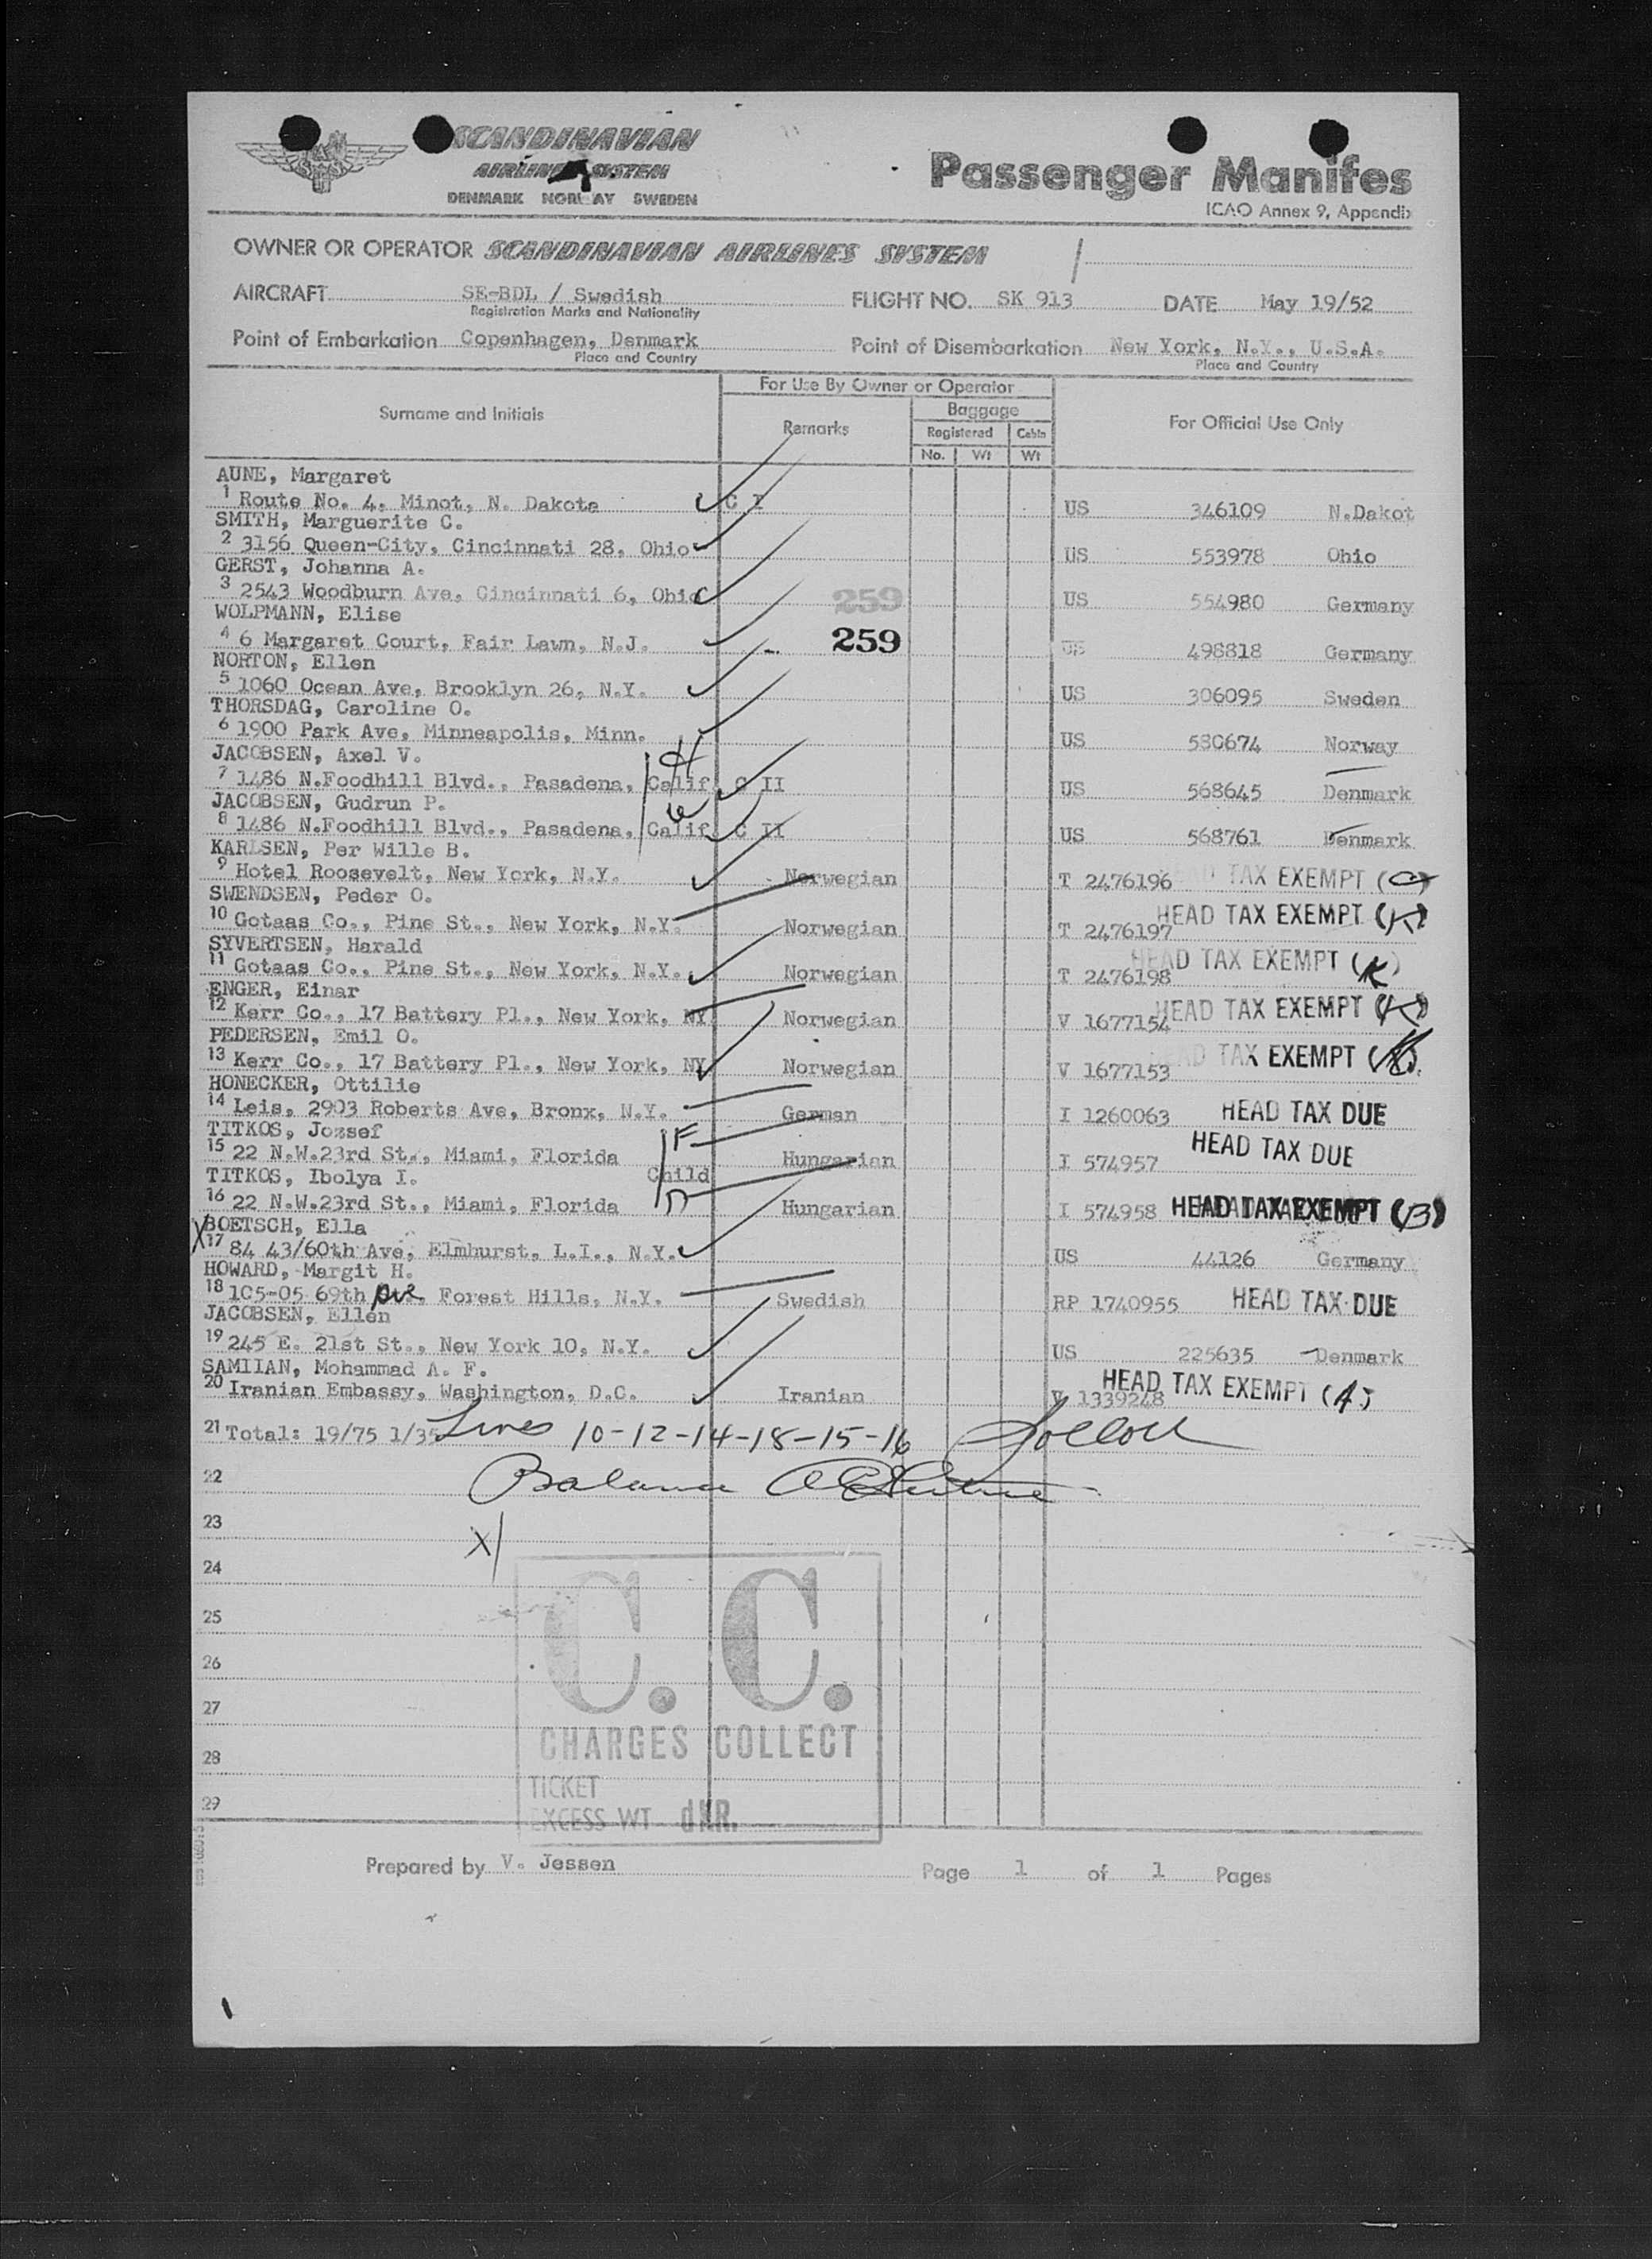 SCANDINAVIAN
AIRLINES SYSTEM
DENMARK NORWAY SWEDEN
Passenger Manifes
ICAO Annex 9, Appendix
OWNER OR OPERATOR SCANDINAVIAN AIRLINES SYSTEM
AIRCRAFT SE-BDL / Swedish FLIGHT NO. SK 913 DATE May 19/52
Registration Marks and Nationality
Point of Embarkation Copenhagen, Denmark Point of Disembarkation New York, N.Y., U.S.A.
Place and Country Place and Country
For Use By Owner or Operator
Surname and Initials Remarks Baggage For Official Use Only
Registered Cabin
No. Wt Wt
AUNE, Margaret
1 Route No. 4, Minot, N. Dakota C I US 346109 N.Dakot
SMITH, Marguerite C.
2 3156 Queen-City, Cincinnati 28, Ohio US 553978 Ohio
GERST, Johanna A.
3 2543 Woodburn Ave, Cincinnati 6, Ohio 259 US 554980 Germany
WOLPMANN, Elise
4 6 Margaret Court, Fair Lawn, N.J. 259 US 498818 Germany
NORTON, Ellen
5 1060 Ocean Ave, Brooklyn 26, N.Y. US 306095 Sweden
THORSDAG, Caroline O.
6 1900 Park Ave, Minneapolis, Minn. US 580674 Norway
JACOBSEN, Axel V. H
7 1486 N.Foodhill Blvd., Pasadena, Calif. C II US 568645 Denmark
JACOBSEN, Gudrun P. W
8 1486 N.Foodhill Blvd., Pasadena, Calif. C II US 568761 Denmark
KARLSEN, Per Wille B.
9 Hotel Roosevelt, New York, N.Y. Norwegian T 2476196 HEAD TAX EXEMPT (C)
SWENDSEN, Peder O.
10 Gotaas Co., Pine St., New York, N.Y. Norwegian T 2476197 HEAD TAX EXEMPT (K)
SYVERTSEN, Harald
11 Gotaas Co., Pine St., New York, N.Y. Norwegian T 2476198 HEAD TAX EXEMPT (K)
ENGER, Einar
12 Kerr Co., 17 Battery Pl., New York, NY Norwegian V 1677154 HEAD TAX EXEMPT (K)
PEDERSEN, Emil O.
13 Kerr Co., 17 Battery Pl., New York, NY Norwegian V 1677153 HEAD TAX EXEMPT
HONECKER, Ottilie
14 Leis, 2903 Roberts Ave, Bronx, N.Y. German I 1260063 HEAD TAX DUE
TITKOS, Jozsef F
15 22 N.W.23rd St., Miami, Florida Hungarian I 574957 HEAD TAX DUE
TITKOS, Ibolya I. Child
16 22 N.W.23rd St., Miami, Florida D Hungarian I 574958 HEAD TAX EXEMPT (B)
X BOETSCH, Ella
17 84 43/60th Ave, Elmhurst, L.I., N.Y. US 44126 Germany
HOWARD, Margit H.
18 105-05 69th Ave, Forest Hills, N.Y. Swedish RP 1740955 HEAD TAX DUE
JACOBSEN, Ellen
19 245 E. 21st St., New York 10, N.Y. US 225635 Denmark
SAMIIAN, Mohammad A. F.
20 Iranian Embassy, Washington, D.C. Iranian V 1339248 HEAD TAX EXEMPT (A)
21 Total: 19/75 1/35 Lines 10-12-14-18-15-16
22 Balance
23
X
24
25
26
27
28
29
C. C.
CHARGES COLLECT
TICKET
EXCESS WT dKR.
Prepared by V. Jessen Page 1 of 1 Pages